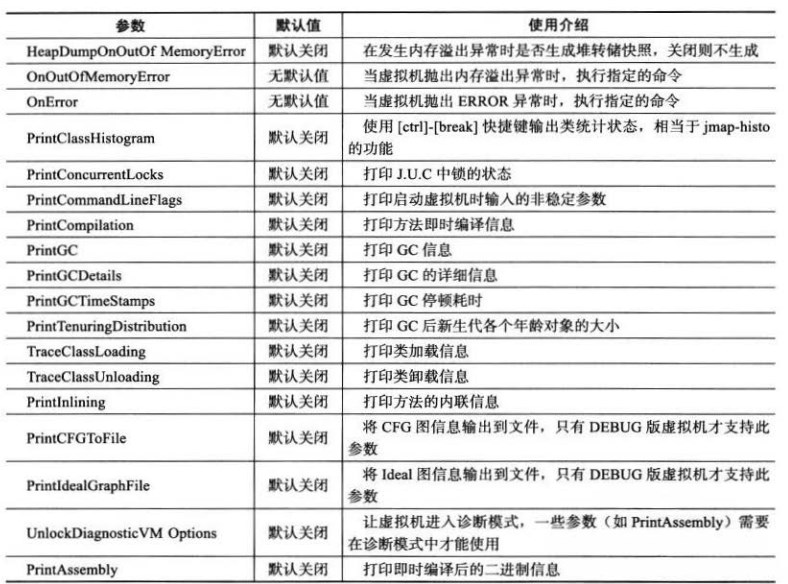 参数 默认值 使用介绍
HeapDumpOnOutOf MemoryError 默认关闭 在发生内存溢出异常时是否生成堆转储快照，关闭则不生成
OnOutOfMemoryError 无默认值 当虚拟机抛出内存溢出异常时，执行指定的命令
OnError 无默认值 当虚拟机抛出 ERROR 异常时，执行指定的命令
PrintClassHistogram 默认关闭 使用 [ctrl]-[break] 快捷键输出类统计状态，相当于 jmap-histo
的功能
PrintConcurrentLocks 默认关闭 打印 J.U.C 中锁的状态
PrintCommandLineFlags 默认关闭 打印启动虚拟机时输入的非稳定参数
PrintCompilation 默认关闭 打印方法即时编译信息
PrintGC 默认关闭 打印 GC 信息
PrintGCDetails 默认关闭 打印 GC 的详细信息
PrintGCTimeStamps 默认关闭 打印 GC 停顿耗时
PrintTenuringDistribution 默认关闭 打印 GC 后新生代各个年龄对象的大小
TraceClassLoading 默认关闭 打印类加载信息
TraceClassUnloading 默认关闭 打印类卸载信息
PrintInlining 默认关闭 打印方法的内联信息
PrintCFGToFile 默认关闭 将 CFG 图信息输出到文件，只有 DEBUG 版虚拟机才支持此
参数
PrintIdealGraphFile 默认关闭 将 Ideal 图信息输出到文件，只有 DEBUG 版虚拟机才支持此
参数
UnlockDiagnosticVM Options 默认关闭 让虚拟机进入诊断模式，一些参数（如 PrintAssembly）需要
在诊断模式中才能使用
PrintAssembly 默认关闭 打印即时编译后的二进制信息